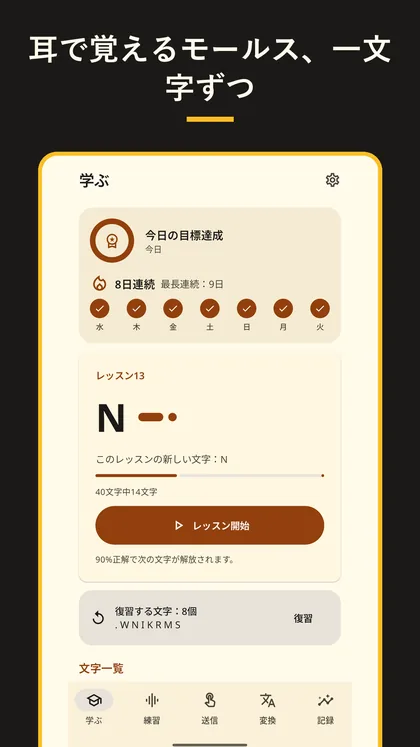 耳で覚えるモールス、一文
字ずつ
学ぶ
今日の目標達成
今日
8日連続 最長連続：9日
水 木 金 土 日 月 火
レッスン13
N
このレッスンの新しい文字：N
40文字中14文字
レッスン開始
90%正解で次の文字が解放されます。
復習する文字：8個
. W N I K R M S
復習
文字一覧
学ぶ 練習 送信 変換 記録